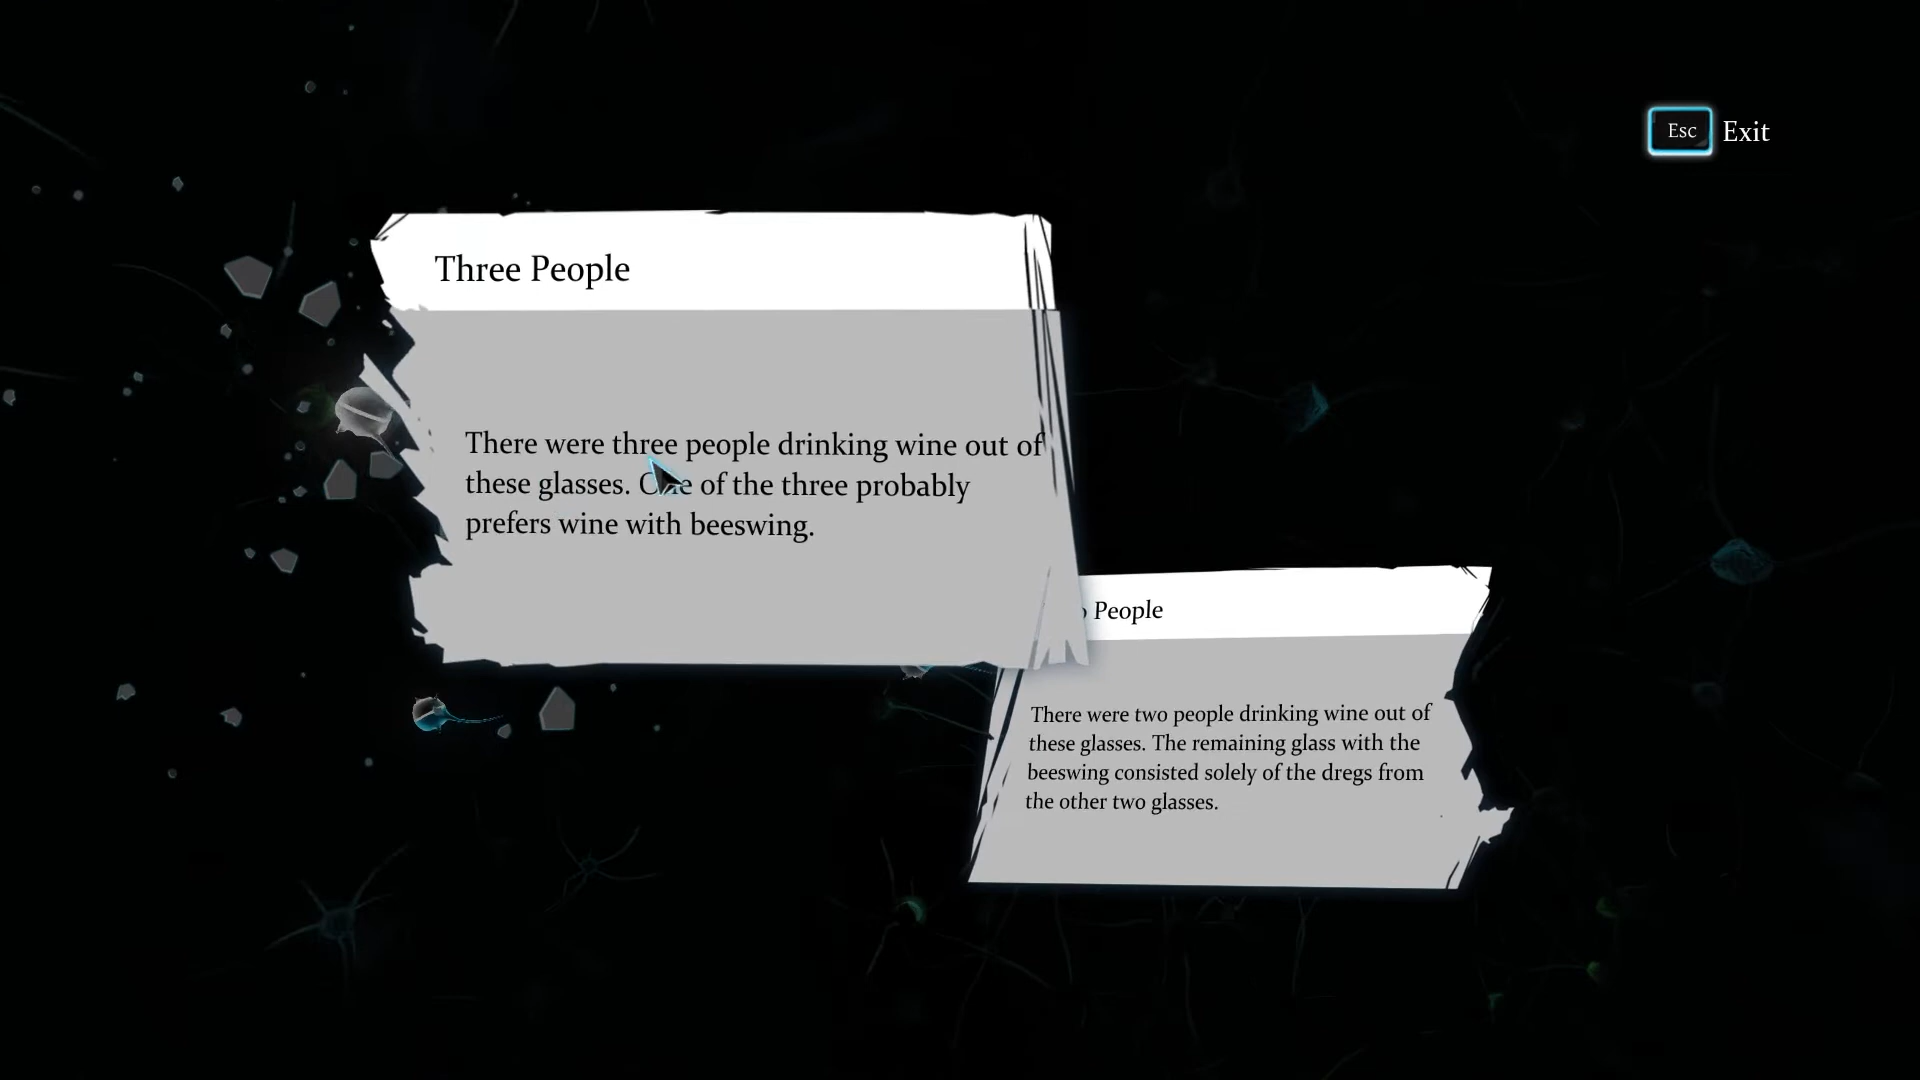 Esc Exit
Three People
There were three people drinking wine out of
these glasses. One of the three probably
prefers wine with beeswing.
People
There were two people drinking wine out of
these glasses. The remaining glass with the
beeswing consisted solely of the dregs from
the other two glasses.